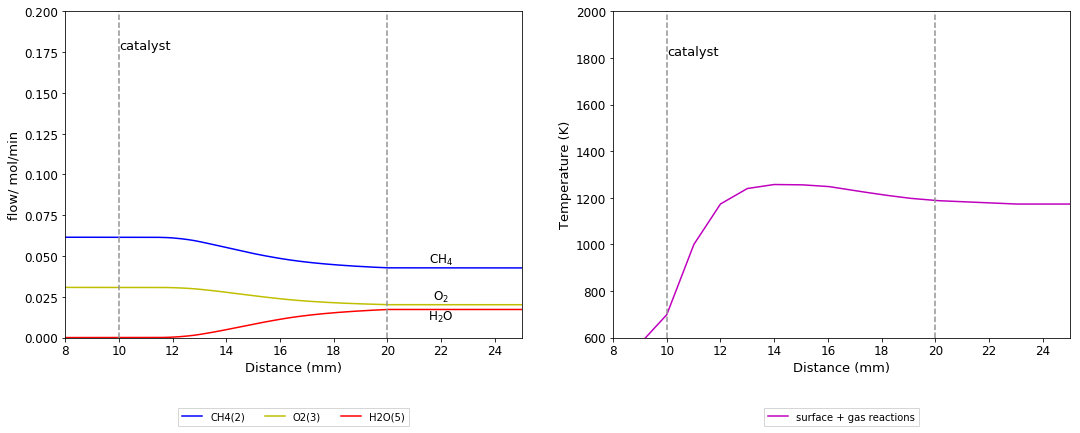 0.200
0.175
0.150
0.125
0.100
0.075
0.050
0.025
0.000
flow/ mol/min
catalyst
CH₄
O₂
H₂O
8 10 12 14 16 18 20 22 24
Distance (mm)
CH4(2) O2(3) H2O(5)
2000
1800
1600
1400
1200
1000
800
600
Temperature (K)
catalyst
8 10 12 14 16 18 20 22 24
Distance (mm)
surface + gas reactions